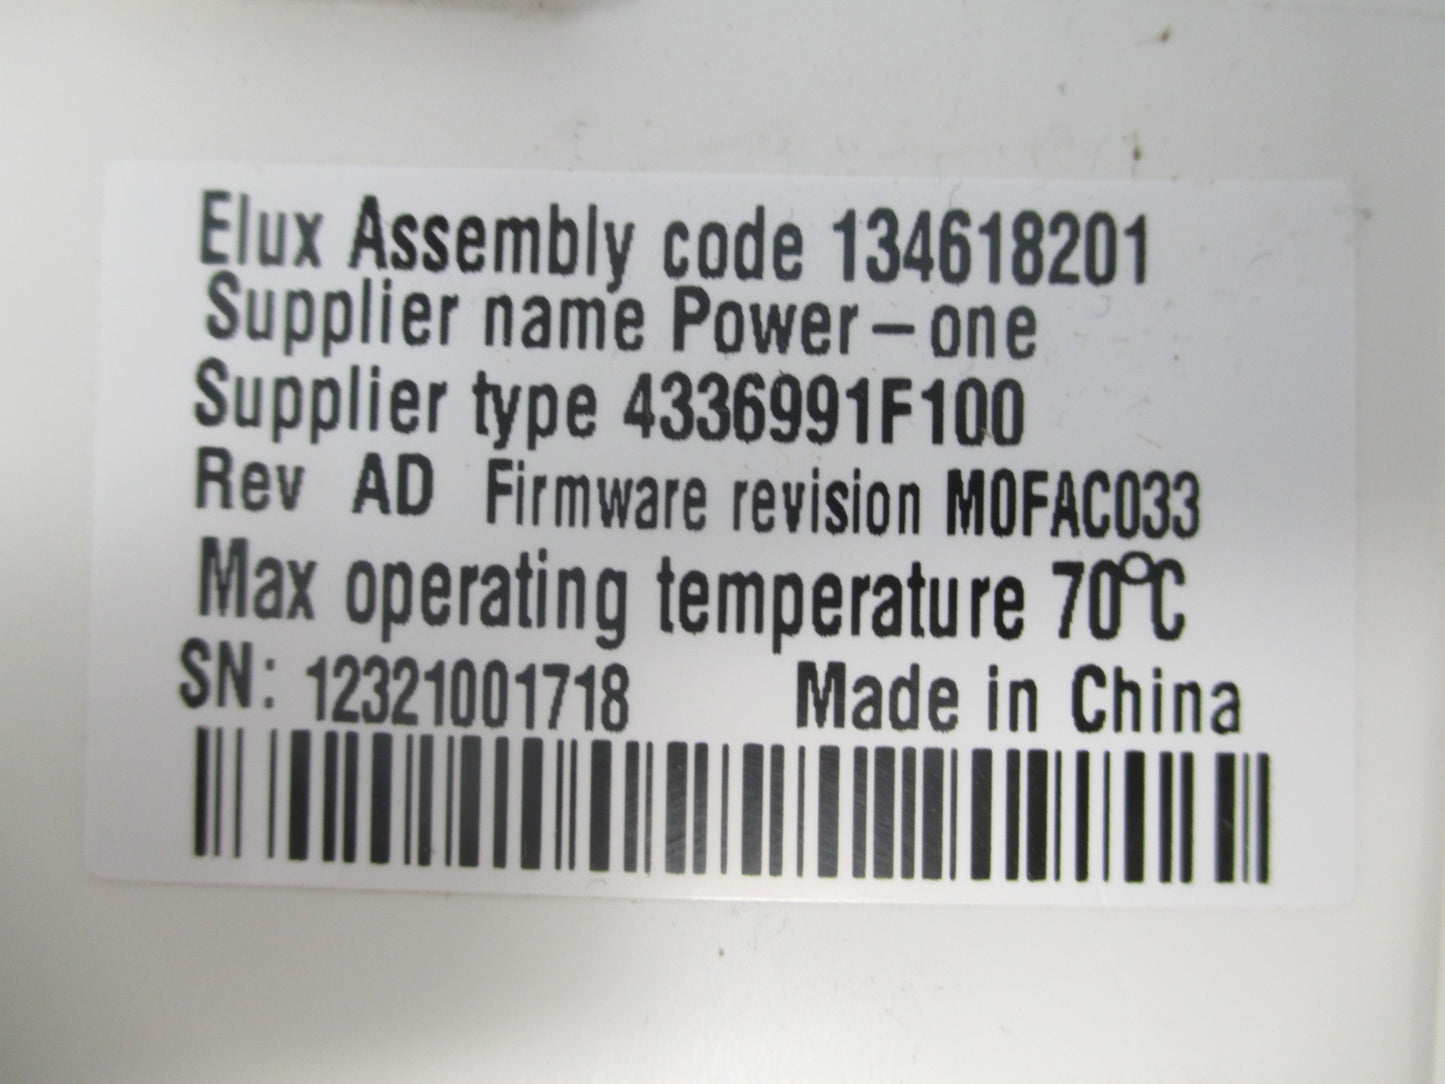 Elux Assembly code 134618201
Supplier name Power-one
Supplier type 4336991F100
Rev AD Firmware revision M0FAC033
Max operating temperature 70°C
SN: 12321001718 Made in China